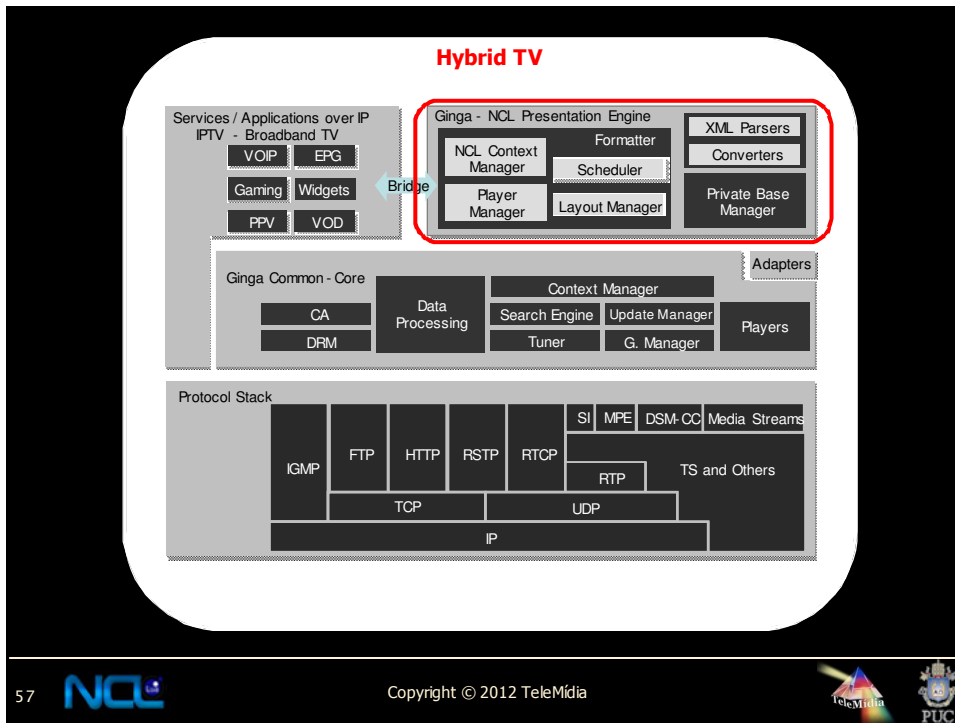 Hybrid TV
Services / Applications over IP
IPTV - Broadband TV
VOIP
EPG
Gaming
Widgets
PPV
VOD
Bridge
Ginga - NCL Presentation Engine
Formatter
NCL Context
Manager
Scheduler
Player
Manager
Layout Manager
XML Parsers
Converters
Private Base
Manager
Adapters
Ginga Common - Core
CA
DRM
Data
Processing
Context Manager
Search Engine
Update Manager
Tuner
G. Manager
Players
Protocol Stack
IGMP
FTP
HTTP
RSTP
RTCP
SI
MPE
DSM-CC
Media Streams
RTP
TS and Others
TCP
UDP
IP
57
NCL
Copyright © 2012 TeleMídia
TeleMídia
PUC